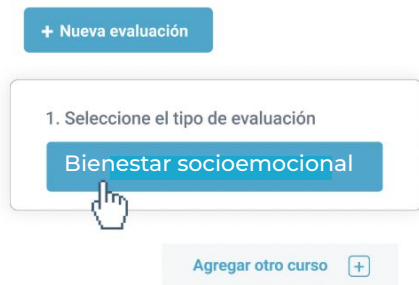 + Nueva evaluación
1. Seleccione el tipo de evaluación
Bienestar socioemocional
Agregar otro curso +